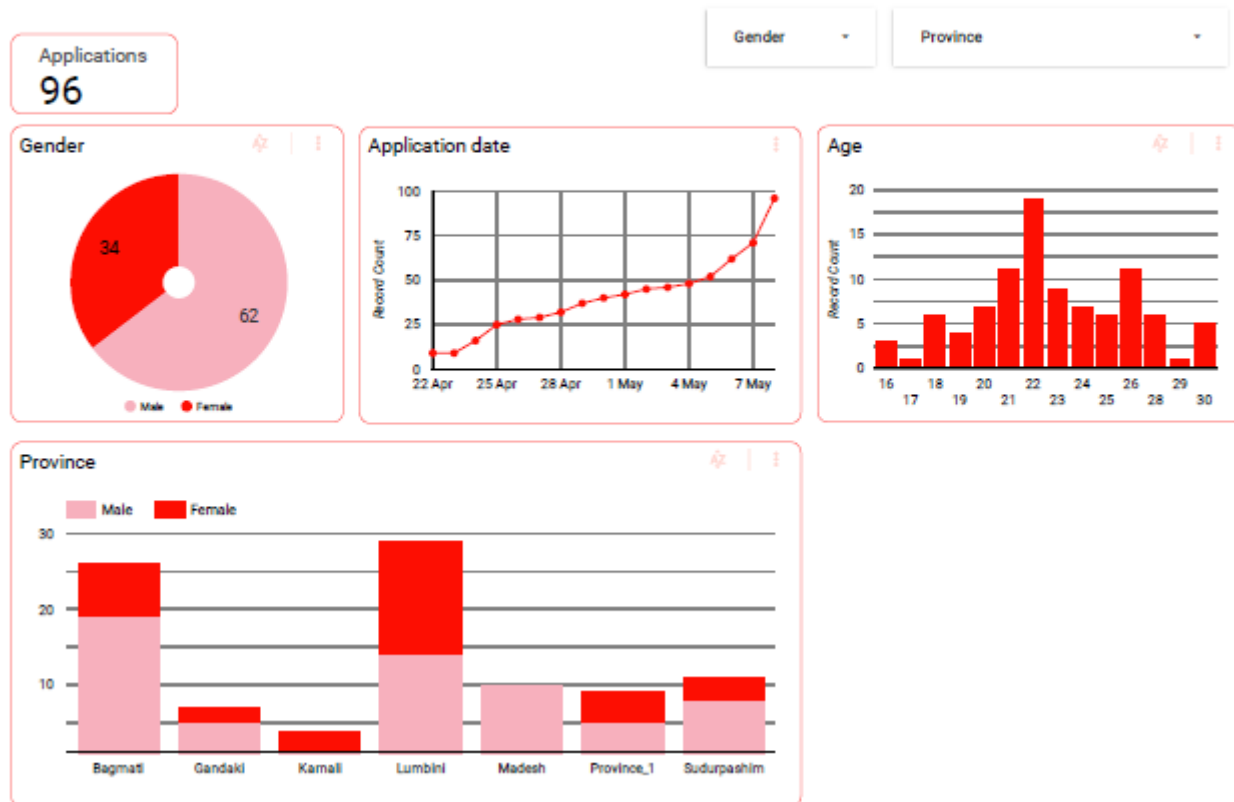 Gender
Province
Applications
96
Gender
34
62
Male Female
Application date
Record Count
100
75
50
25
0
22 Apr 25 Apr 28 Apr 1 May 4 May 7 May
Age
Record Count
20
15
10
5
0
16 18 20 22 24 26 29
17 19 21 23 25 28 30
Province
Male Female
30
20
10
Bagmati Gandaki Karnali Lumbini Madesh Province_1 Sudurpashim